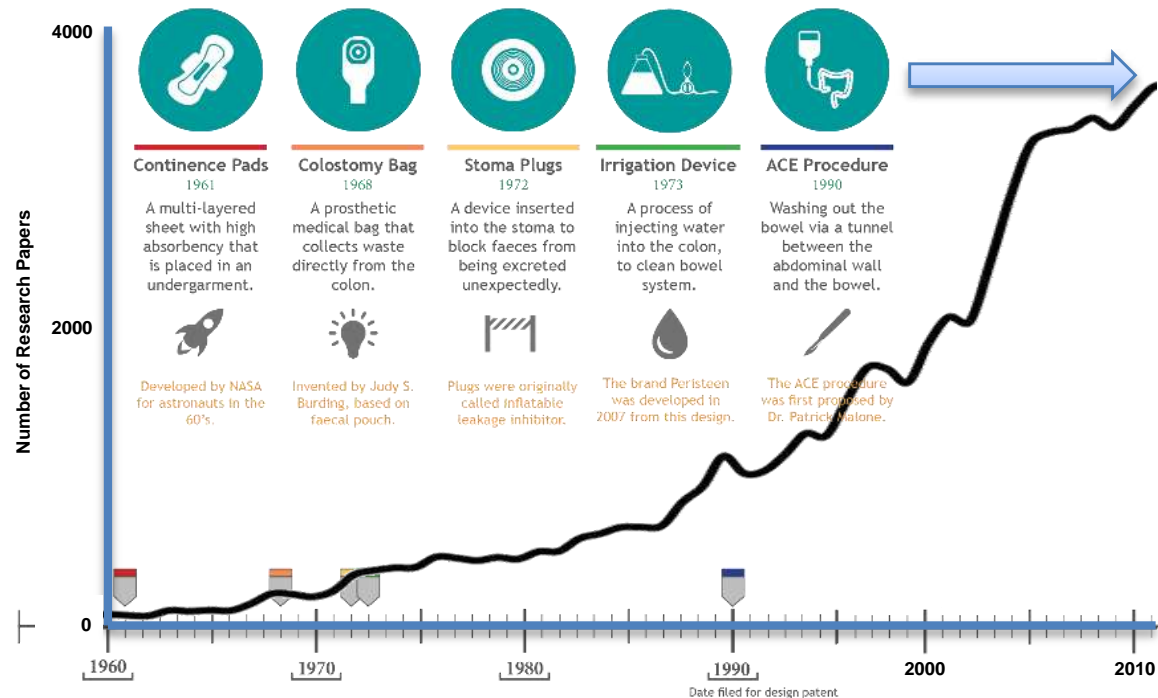 4000
Continence Pads
1961
A multi-layered
sheet with high
absorbency that
is placed in an
undergarment.
Developed by NASA
for astronauts in the
60's.
Colostomy Bag
1968
A prosthetic
medical bag that
collects waste
directly from the
colon.
Invented by Judy S.
Burding, based on
faecal pouch.
Stoma Plugs
1972
A device inserted
into the stoma to
block faeces from
being excreted
unexpectedly.
Plugs were originally
called inflatable
leakage inhibitor.
Irrigation Device
1973
A process of
injecting water
into the colon,
to clean bowel
system.
The brand Peristeen
was developed in
2007 from this design.
ACE Procedure
1990
Washing out the
bowel via a tunnel
between the
abdominal wall
and the bowel.
The ACE procedure
was first proposed by
Dr. Patrick Malone.
Number of Research Papers
2000
0
1960
1970
1980
1990
2000
2010
Date filed for design patent